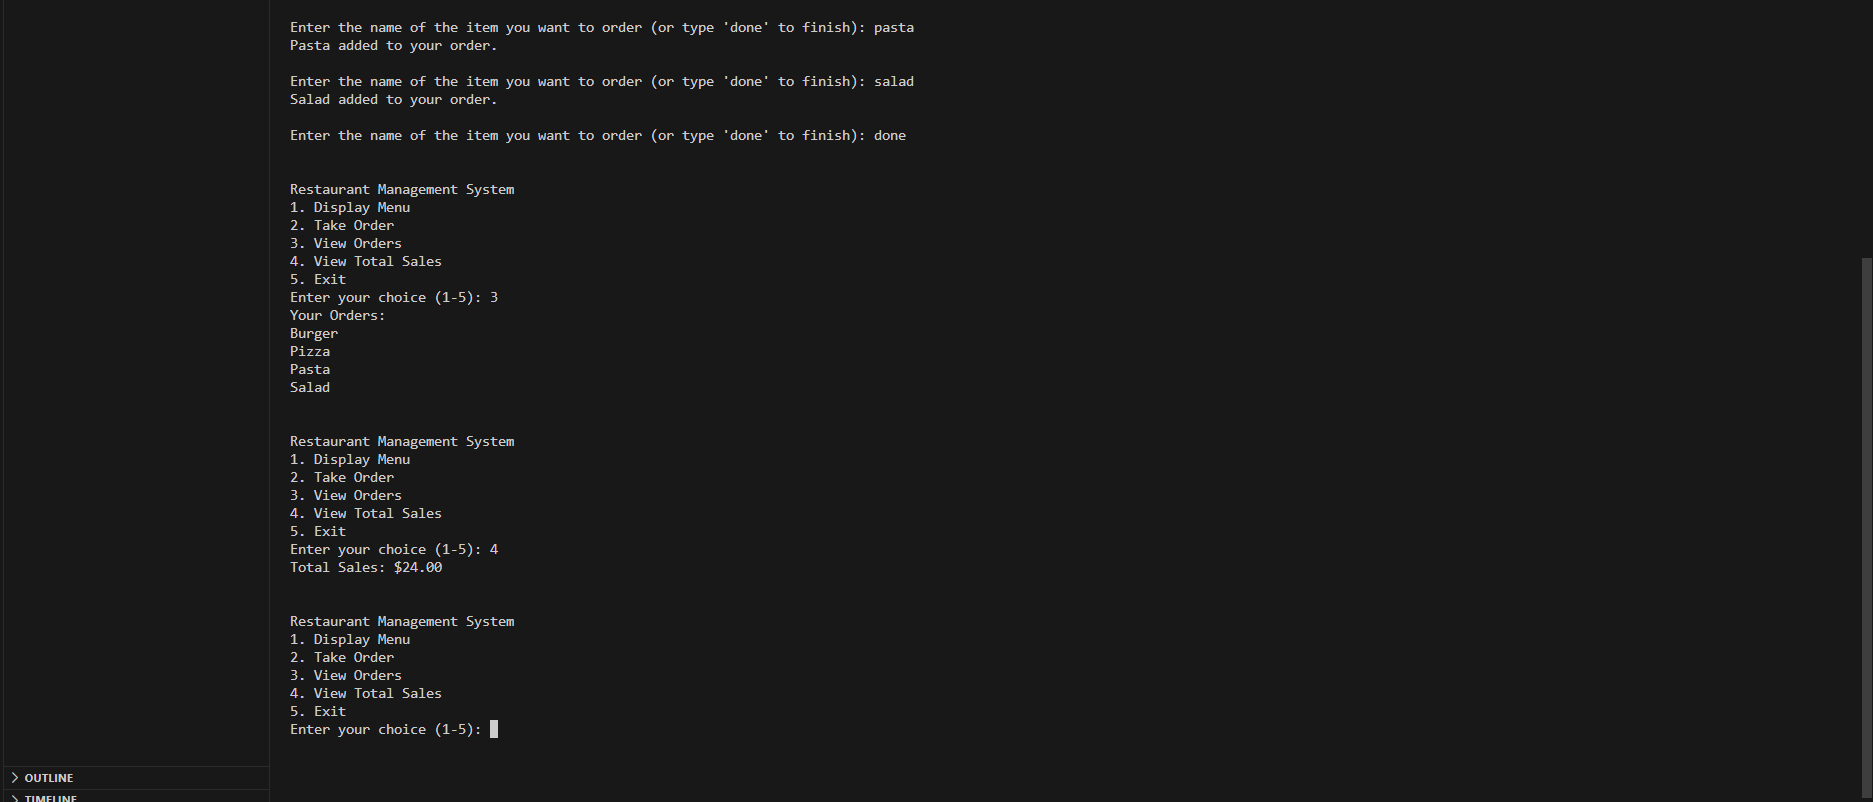 Enter the name of the item you want to order (or type 'done' to finish): pasta
Pasta added to your order.
Enter the name of the item you want to order (or type 'done' to finish): salad
Salad added to your order.
Enter the name of the item you want to order (or type 'done' to finish): done
Restaurant Management System
1. Display Menu
2. Take Order
3. View Orders
4. View Total Sales
5. Exit
Enter your choice (1-5): 3
Your Orders:
Burger
Pizza
Pasta
Salad
Restaurant Management System
1. Display Menu
2. Take Order
3. View Orders
4. View Total Sales
5. Exit
Enter your choice (1-5): 4
Total Sales: $24.00
Restaurant Management System
1. Display Menu
2. Take Order
3. View Orders
4. View Total Sales
5. Exit
Enter your choice (1-5):
OUTLINE
TIMELINE